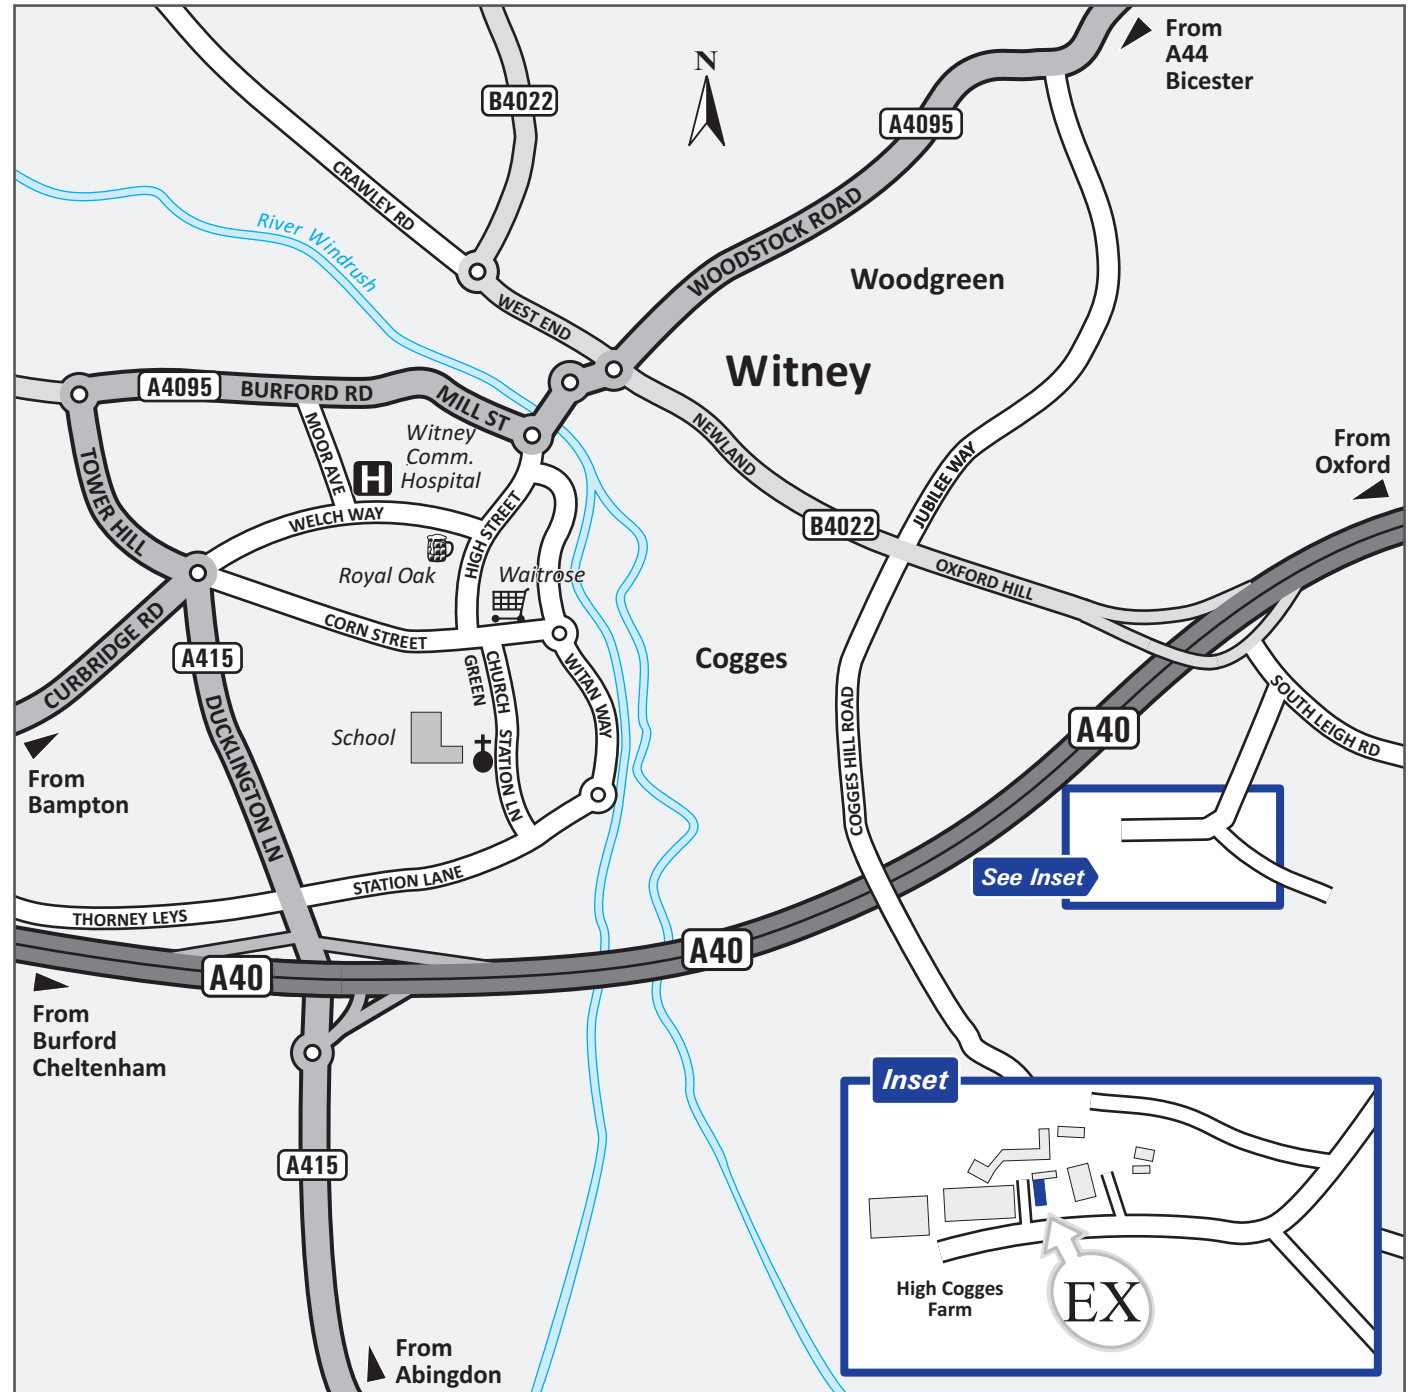 From
A44
Bicester
N
B4022
A4095
CRAWLEY RD
WOODSTOCK ROAD
River Windrush
Woodgreen
WEST END
Witney
A4095
BURFORD RD
MILL ST
NEWLAND
MOOR AVE
Witney
Comm.
Hospital
H
From
Oxford
JUBILEE WAY
TOWER HILL
WELCH WAY
HIGH STREET
B4022
Royal Oak
Waitrose
OXFORD HILL
CORN STREET
CURBRIDGE RD
A415
CHURCH
GREEN
WITAN WAY
Cogges
SOUTH LEIGH RD
DUCKLINGTON LN
School
STATION LN
COGGES HILL ROAD
A40
From
Bampton
See Inset
STATION LANE
THORNEY LEYS
A40
A40
From
Burford
Cheltenham
Inset
A415
High Cogges
Farm
EX
From
Abingdon